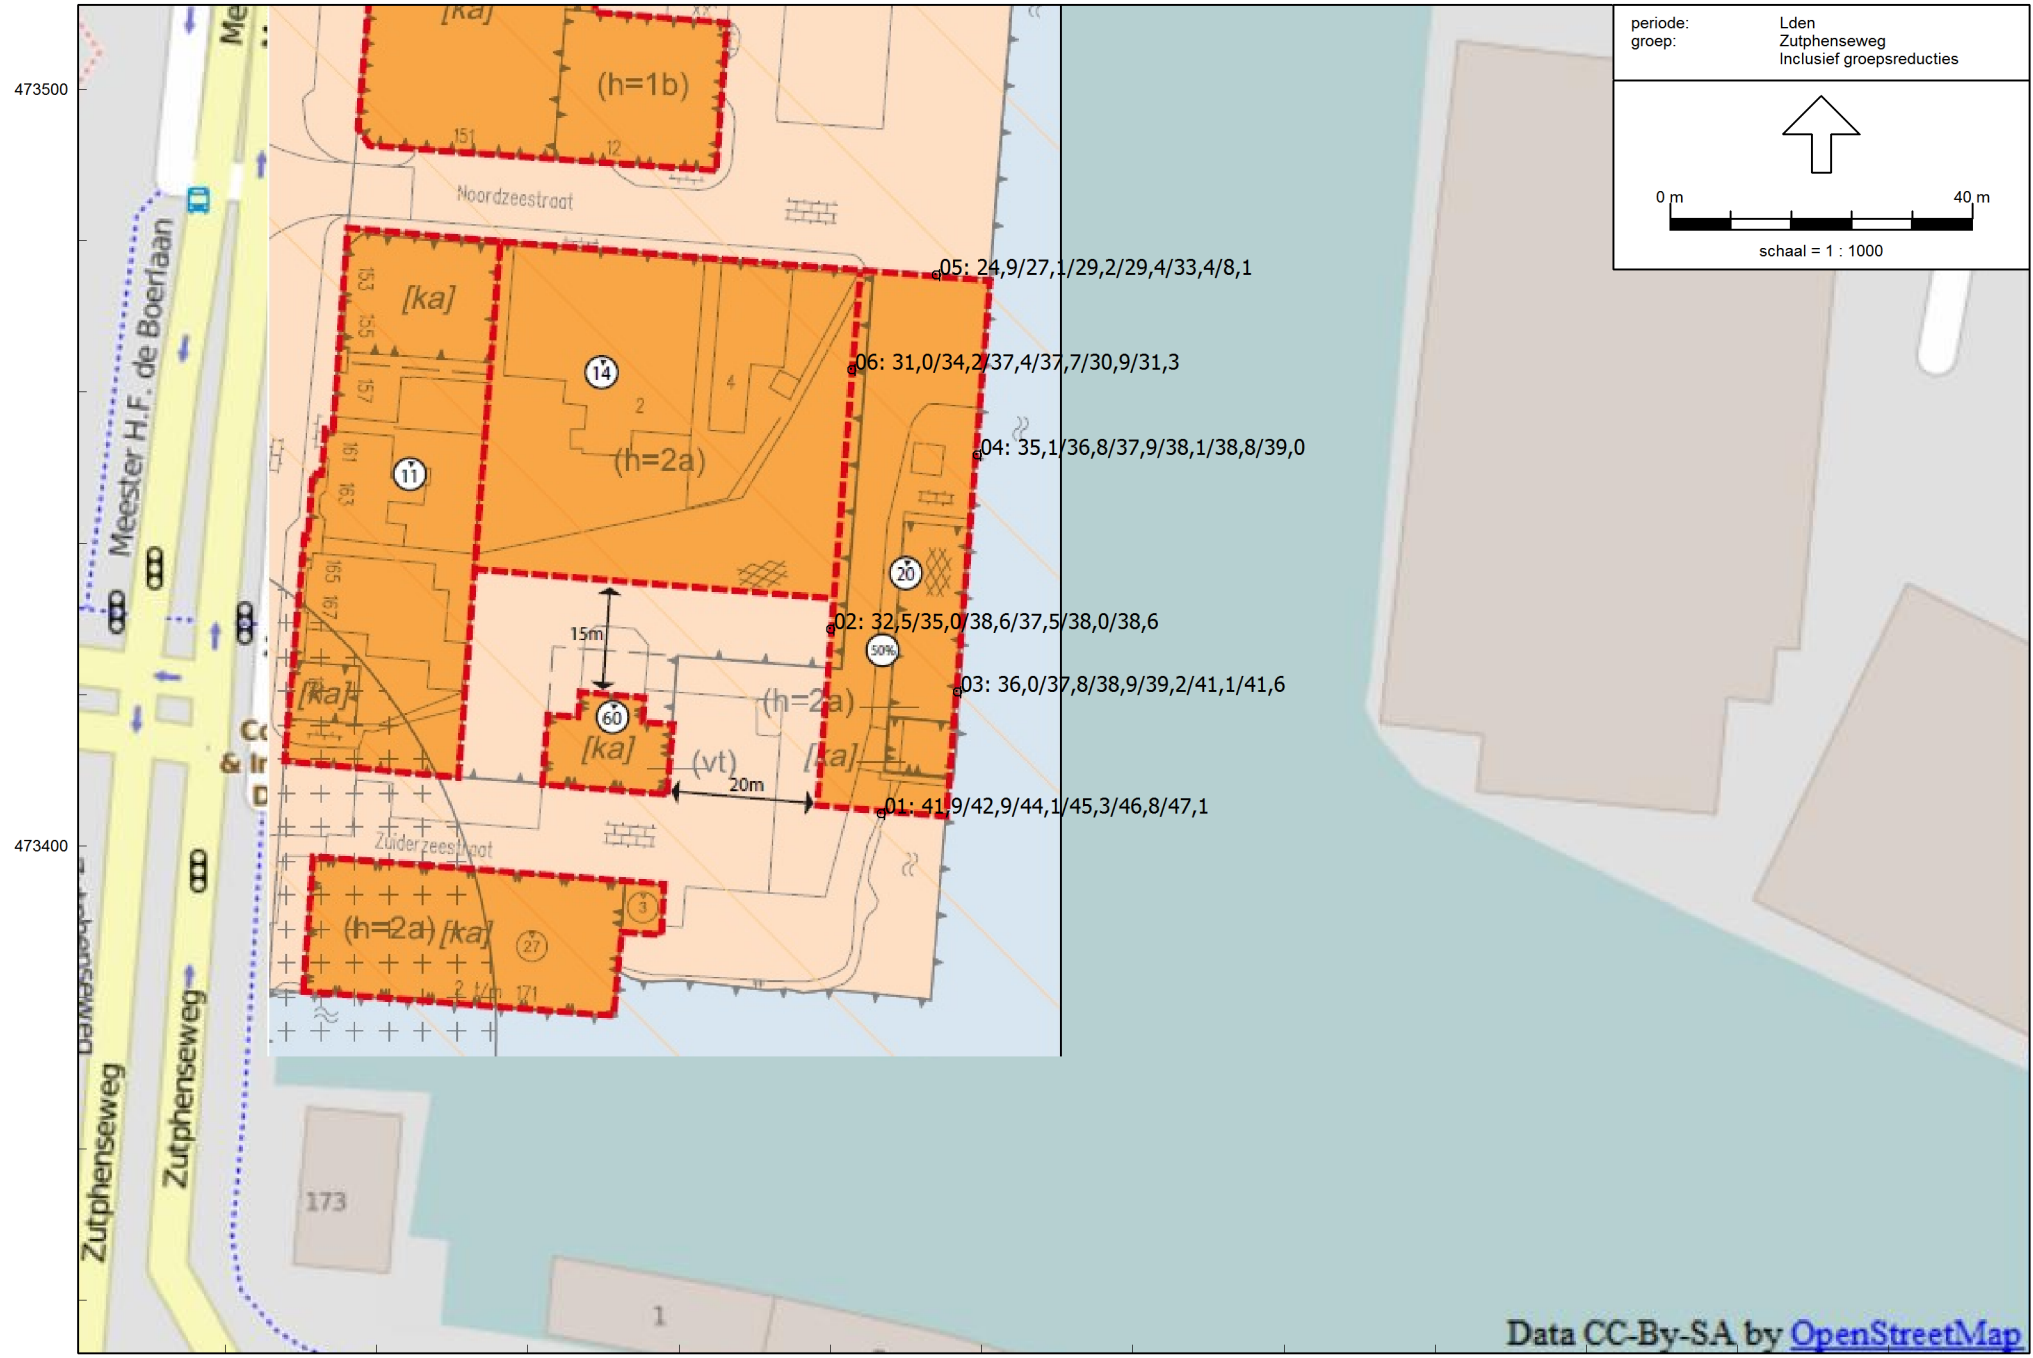 periode: Lden
groep: Zutphenseweg
Inclusief groepsreducties
0 m 40 m
schaal = 1 : 1000
473500
473400
[ka]
(h=1b)
151
12
Noordzeestraat
Meester H.F. de Boerlaan
Me
153
155
157
161
163
165
167
[ka]
14
2
4
(h=2a)
11
05: 24,9/27,1/29,2/29,4/33,4/8,1
06: 31,0/34,2/37,4/37,7/30,9/31,3
04: 35,1/36,8/37,9/38,1/38,8/39,0
20
02: 32,5/35,0/38,6/37,5/38,0/38,6
50%
15m
03: 36,0/37,8/38,9/39,2/41,1/41,6
[ka]
(h=2a)
60
[ka]
(vt)
[ka]
20m
01: 41,9/42,9/44,1/45,3/46,8/47,1
Co
& In
D
Zuiderzeestraat
3
(h=2a)
[ka]
27
2 t/m 171
Zutphenseweg
Zutphenseweg
173
1
Data CC-By-SA by OpenStreetMap